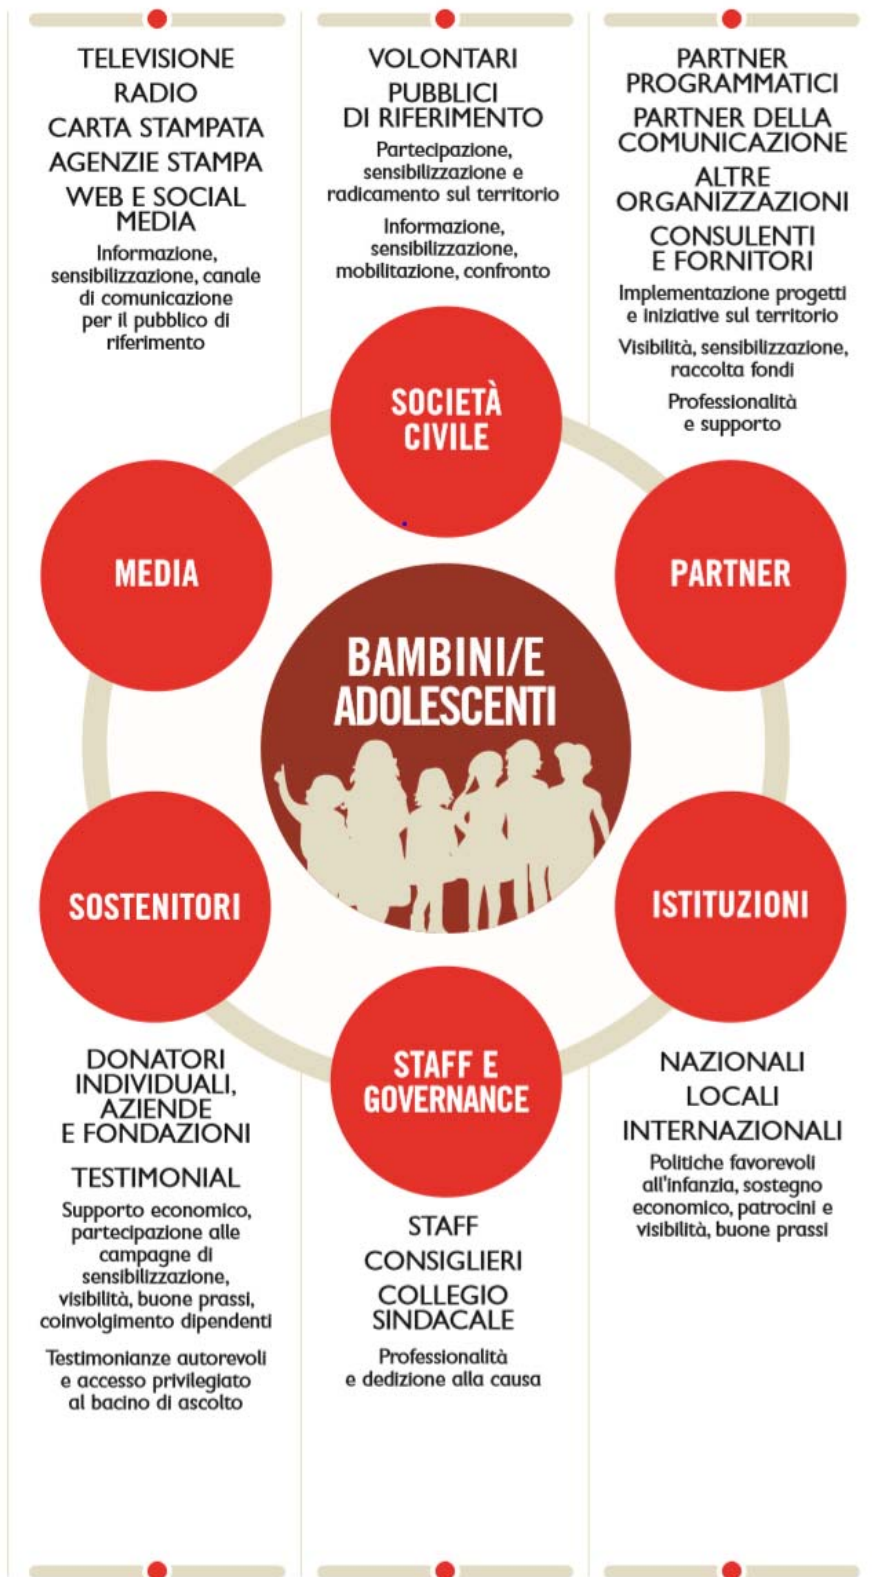 TELEVISIONE
RADIO
CARTA STAMPATA
AGENZIE STAMPA
WEB E SOCIAL
MEDIA
Informazione,
sensibilizzazione, canale
di comunicazione
per il pubblico di
riferimento
VOLONTARI
PUBBLICI
DI RIFERIMENTO
Partecipazione,
sensibilizzazione e
radicamento sul territorio
Informazione,
sensibilizzazione,
mobilitazione, confronto
PARTNER
PROGRAMMATICI
PARTNER DELLA
COMUNICAZIONE
ALTRE
ORGANIZZAZIONI
CONSULENTI
E FORNITORI
Implementazione progetti
e iniziative sul territorio
Visibilità, sensibilizzazione,
raccolta fondi
Professionalità
e supporto
SOCIETÀ
CIVILE
MEDIA
PARTNER
BAMBINI/E
ADOLESCENTI
SOSTENITORI
ISTITUZIONI
STAFF E
GOVERNANCE
DONATORI
INDIVIDUALI,
AZIENDE
E FONDAZIONI
TESTIMONIAL
Supporto economico,
partecipazione alle
campagne di
sensibilizzazione,
visibilità, buone prassi,
coinvolgimento dipendenti
Testimonianze autorevoli
e accesso privilegiato
al bacino di ascolto
STAFF
CONSIGLIERI
COLLEGIO
SINDACALE
Professionalità
e dedizione alla causa
NAZIONALI
LOCALI
INTERNAZIONALI
Politiche favorevoli
all'infanzia, sostegno
economico, patrocini e
visibilità, buone prassi